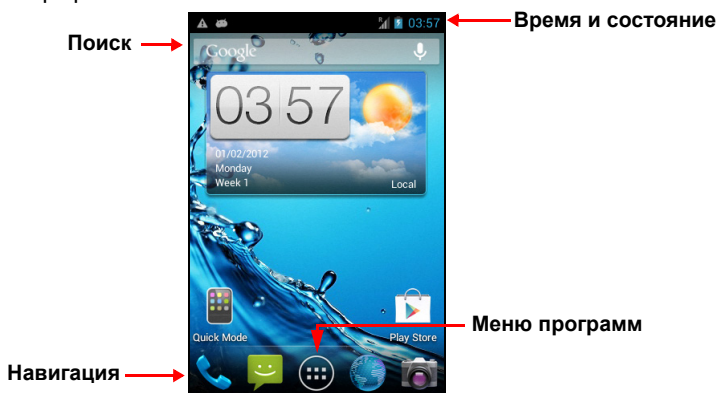 03:57
Время и состояние
Поиск
Google
03 57
01/02/2012
Monday
Week 1
Local
Quick Mode
Play Store
Меню программ
Навигация